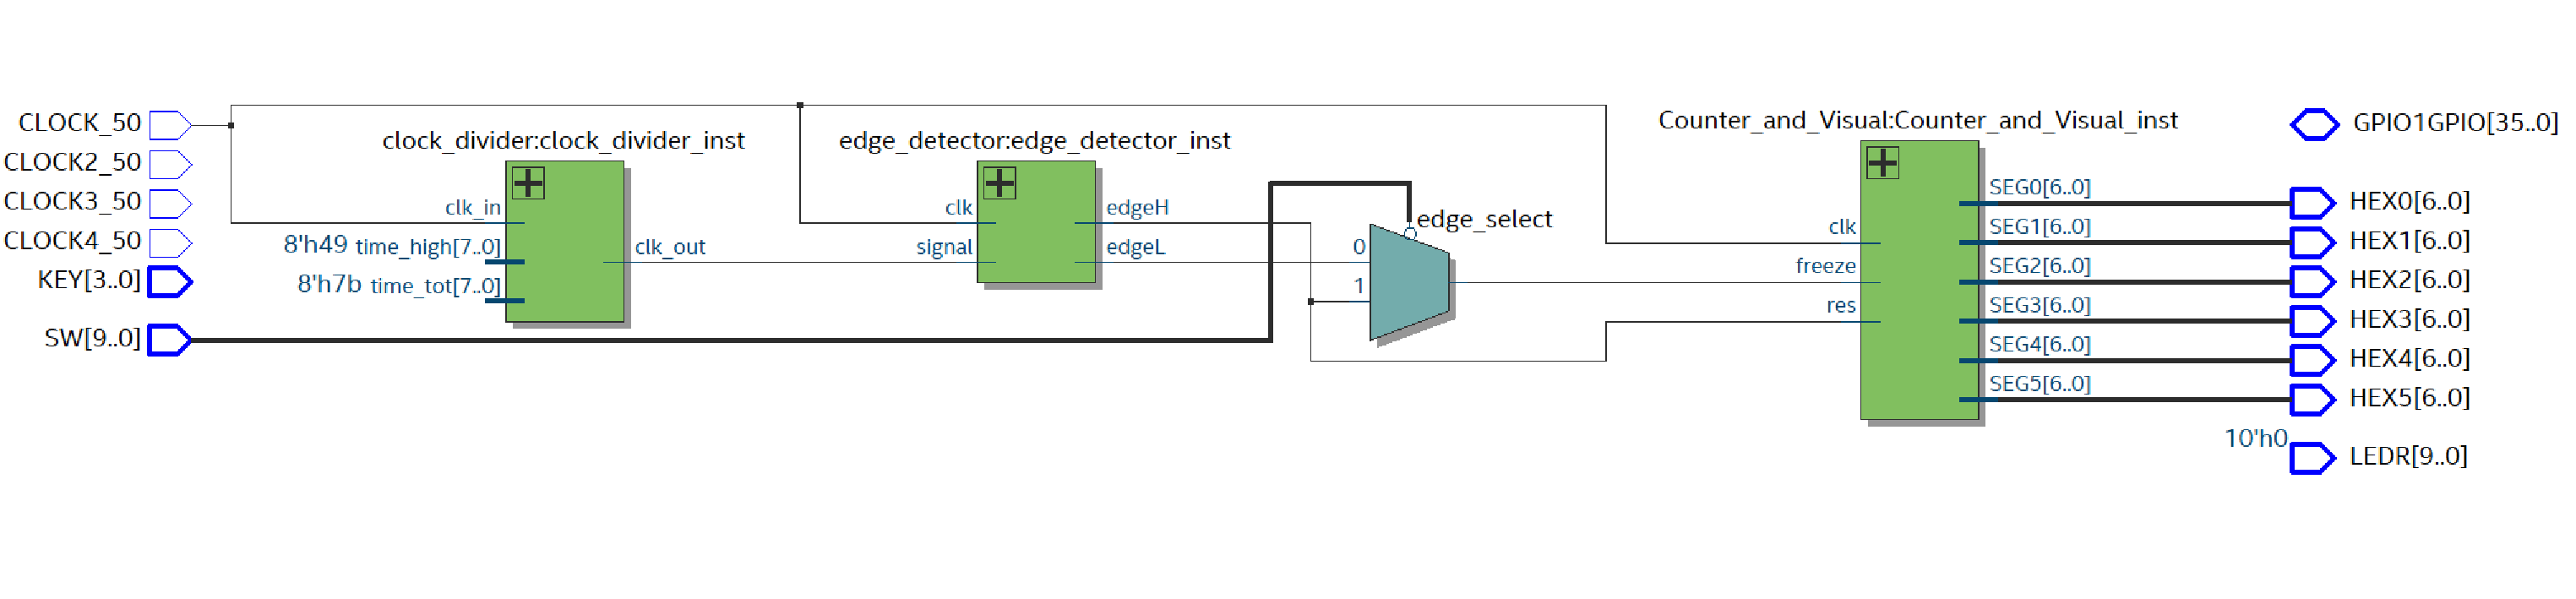 CLOCK_50
CLOCK2_50
CLOCK3_50
CLOCK4_50
KEY[3..0]
SW[9..0]
clock_divider:clock_divider_inst
clk_in
8'h49 time_high[7..0]
8'h7b time_tot[7..0]
clk_out
edge_detector:edge_detector_inst
clk
signal
edgeH
edgeL
edge_select
0
1
Counter_and_Visual:Counter_and_Visual_inst
clk
freeze
res
SEG0[6..0]
SEG1[6..0]
SEG2[6..0]
SEG3[6..0]
SEG4[6..0]
SEG5[6..0]
GPIO1GPIO[35..0]
HEX0[6..0]
HEX1[6..0]
HEX2[6..0]
HEX3[6..0]
HEX4[6..0]
HEX5[6..0]
10'h0
LEDR[9..0]